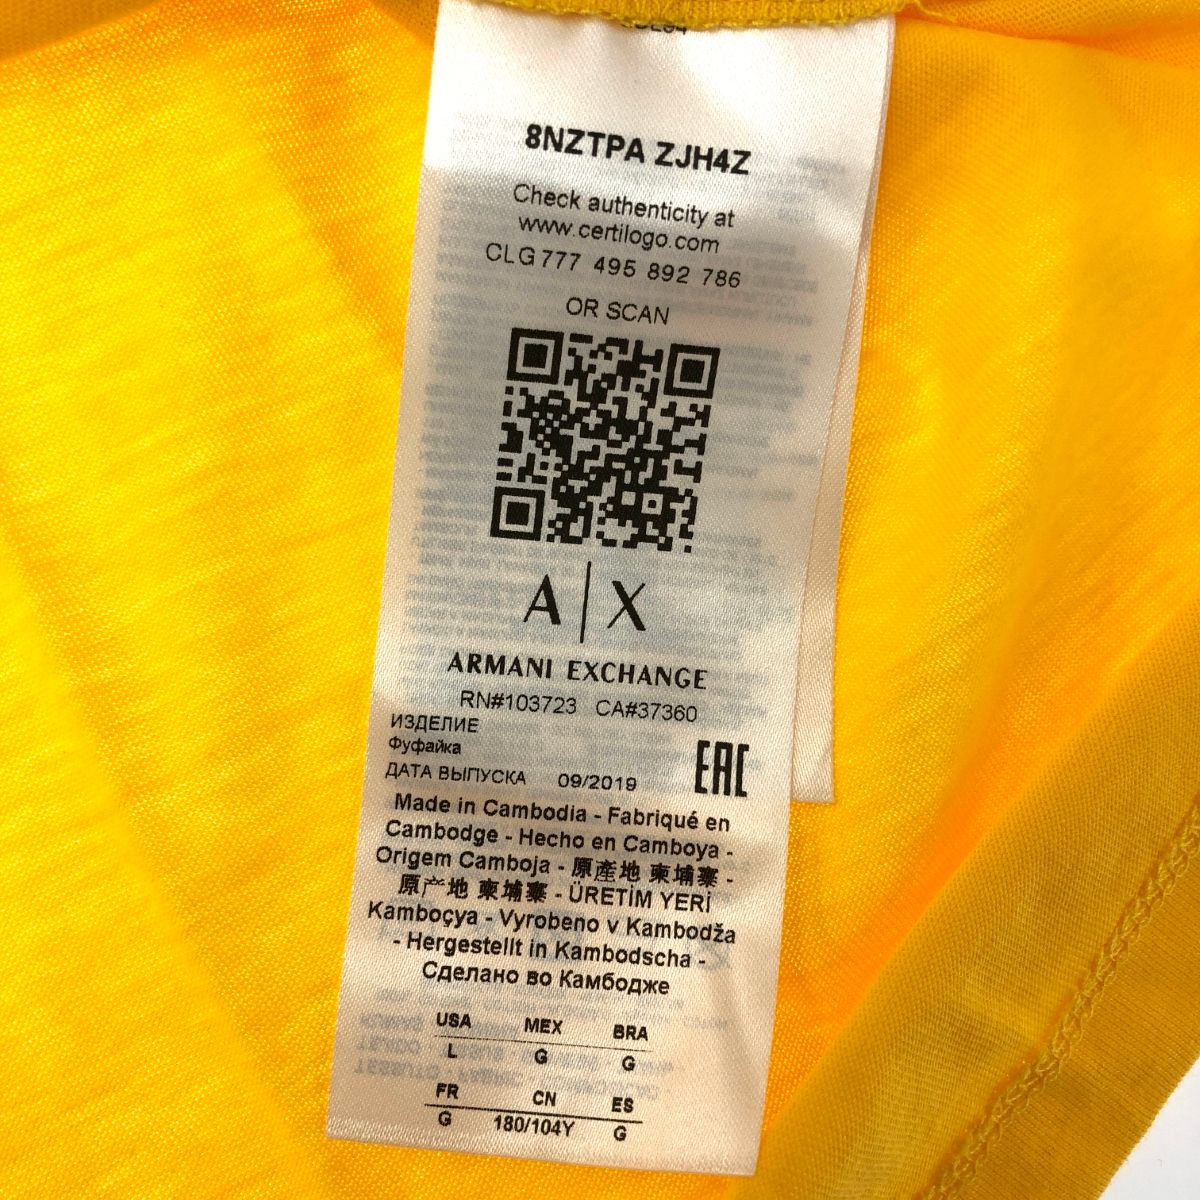 8NZTPA ZJH4Z
Check authenticity at
www.certilogo.com
CLG 777 495 892 786
OR SCAN
A|X
ARMANI EXCHANGE
RN#103723 CA#37360
ИЗДЕЛИЕ
Фуфайка
ДАТА ВЫПУСКА 09/2019
EAC
Made in Cambodia - Fabriqué en
Cambodge - Hecho en Camboya -
Origem Camboja - 原產地 柬埔寨 -
原产地 柬埔寨 - ÜRETİM YERİ
Kamboçya - Vyrobeno v Kambodža
- Hergestellt in Kambodscha -
Сделано во Камбодже
USA MEX BRA
L G G
FR CN ES
G 180/104Y G